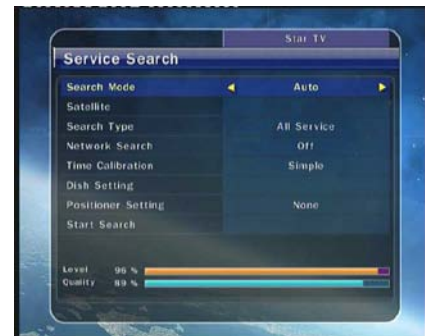 Star TV
Service Search
Search Mode Auto
Satellite
Search Type All Service
Network Search Off
Time Calibration Simple
Dish Setting
Positioner Setting None
Start Search
Level 96 %
Quality 89 %